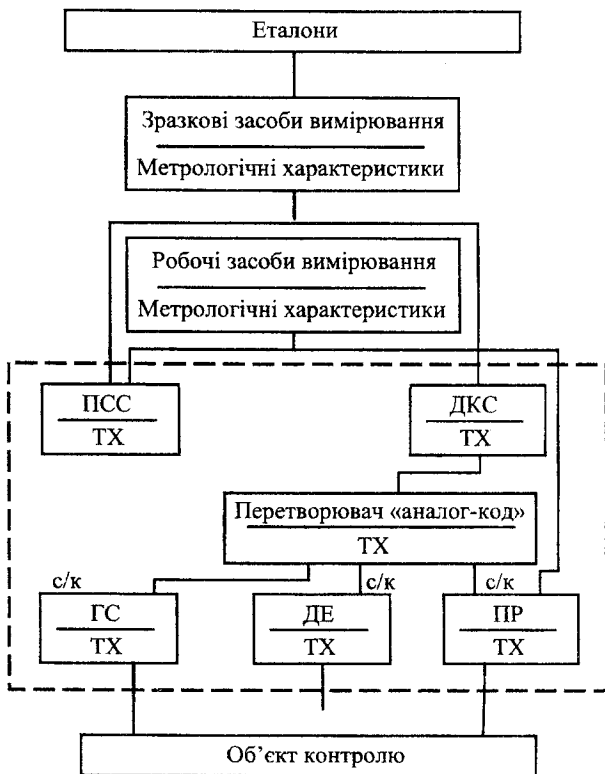 Еталони
Зразкові засоби вимірювання
Метрологічні характеристики
Робочі засоби вимірювання
Метрологічні характеристики
ПСС
ТХ
ДКС
ТХ
Перетворювач «аналог-код»
ТХ
с/к
с/к
с/к
ГС
ТХ
ДЕ
ТХ
ПР
ТХ
Об’єкт контролю